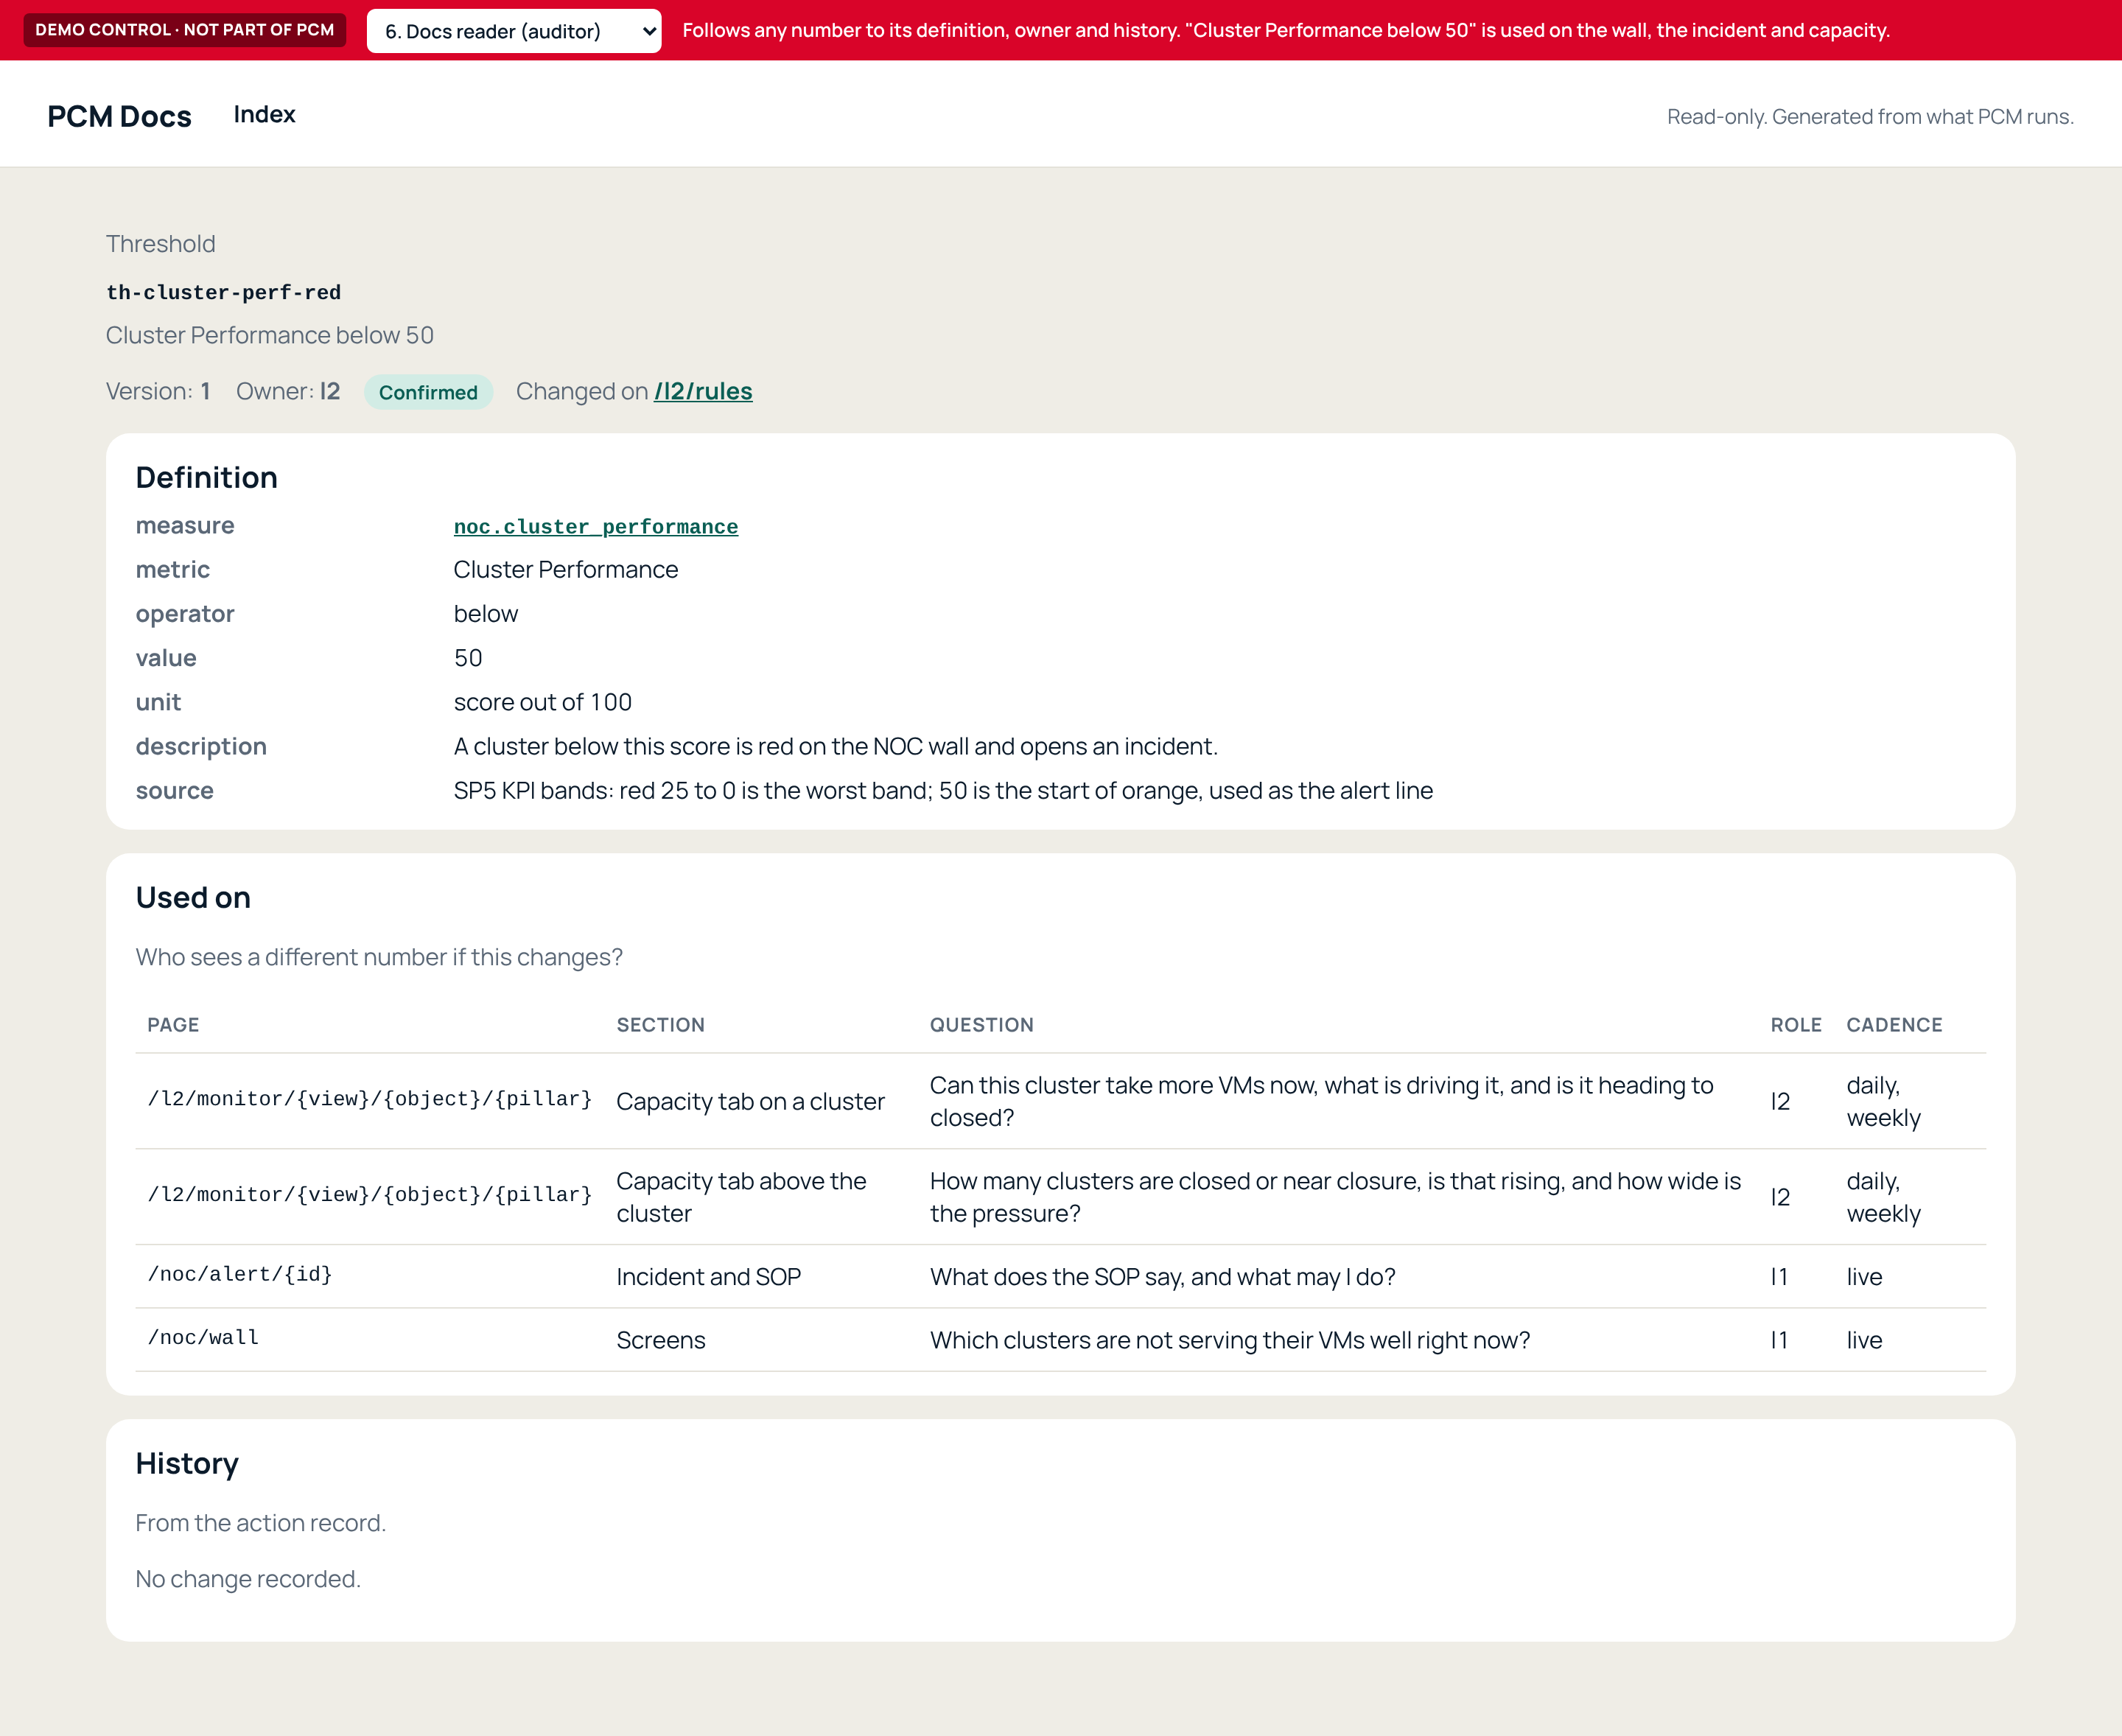 DEMO CONTROL · NOT PART OF PCM
6. Docs reader (auditor)
Follows any number to its definition, owner and history. "Cluster Performance below 50" is used on the wall, the incident and capacity.
PCM Docs
Index
Read-only. Generated from what PCM runs.
Threshold
th-cluster-perf-red
Cluster Performance below 50
Version: 1 Owner: l2 Confirmed Changed on /l2/rules
Definition
measure noc.cluster_performance
metric Cluster Performance
operator below
value 50
unit score out of 100
description A cluster below this score is red on the NOC wall and opens an incident.
source SP5 KPI bands: red 25 to 0 is the worst band; 50 is the start of orange, used as the alert line
Used on
Who sees a different number if this changes?
PAGE SECTION QUESTION ROLE CADENCE
/l2/monitor/{view}/{object}/{pillar} Capacity tab on a cluster Can this cluster take more VMs now, what is driving it, and is it heading to
closed? l2 daily,
weekly
/l2/monitor/{view}/{object}/{pillar} Capacity tab above the
cluster How many clusters are closed or near closure, is that rising, and how wide is
the pressure? l2 daily,
weekly
/noc/alert/{id} Incident and SOP What does the SOP say, and what may I do? l1 live
/noc/wall Screens Which clusters are not serving their VMs well right now? l1 live
History
From the action record.
No change recorded.